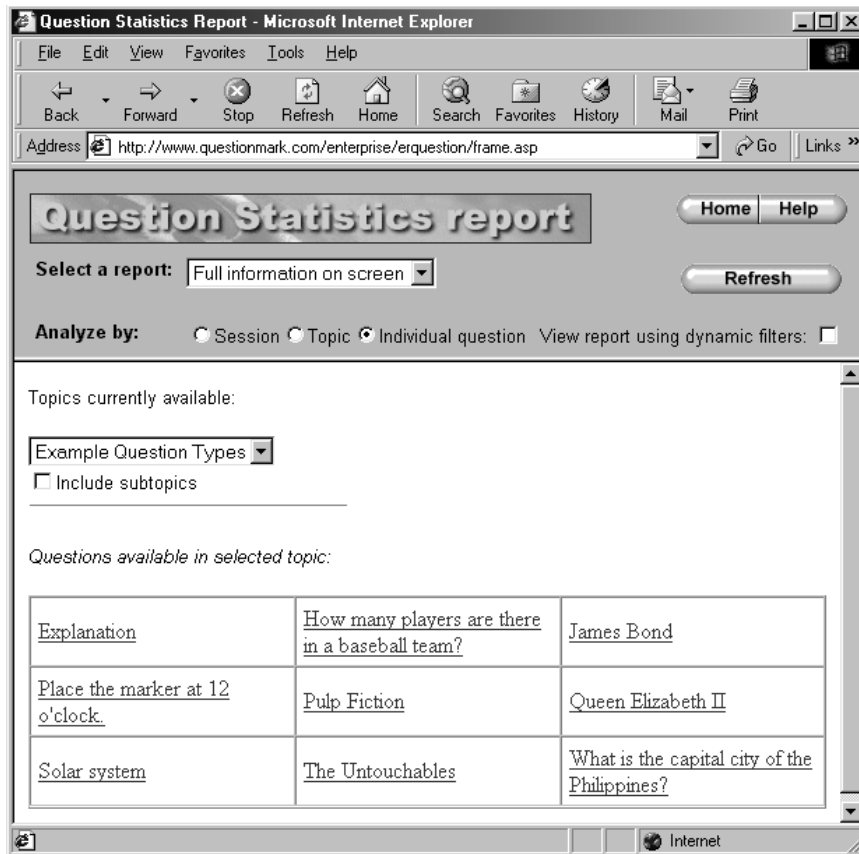 Question Statistics Report - Microsoft Internet Explorer
File Edit View Favorites Tools Help
Back Forward Stop Refresh Home Search Favorites History Mail Print
Address http://www.questionmark.com/enterprise/erquestion/frame.asp Go Links »
Question Statistics report
Home Help
Select a report: Full information on screen
Refresh
Analyze by: Session Topic Individual question View report using dynamic filters:
Topics currently available:
Example Question Types
Include subtopics
Questions available in selected topic:
Explanation
How many players are there
in a baseball team?
James Bond
Place the marker at 12
o'clock.
Pulp Fiction
Queen Elizabeth II
Solar system
The Untouchables
What is the capital city of the
Philippines?
Internet